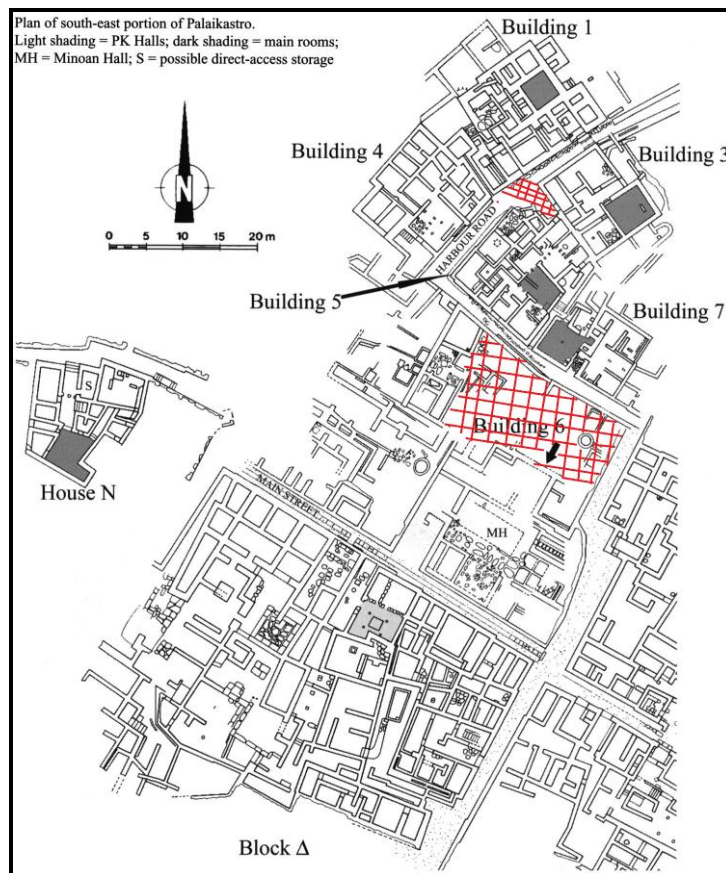 Plan of south-east portion of Palaikastro.
Light shading = PK Halls; dark shading = main rooms;
MH = Minoan Hall; S = possible direct-access storage
Building 1
Building 4
Building 3
N
0 5 10 20 m
HARBOUR ROAD
Building 5
Building 7
S
Building 6
House N
MAIN STREET
MH
Block Δ